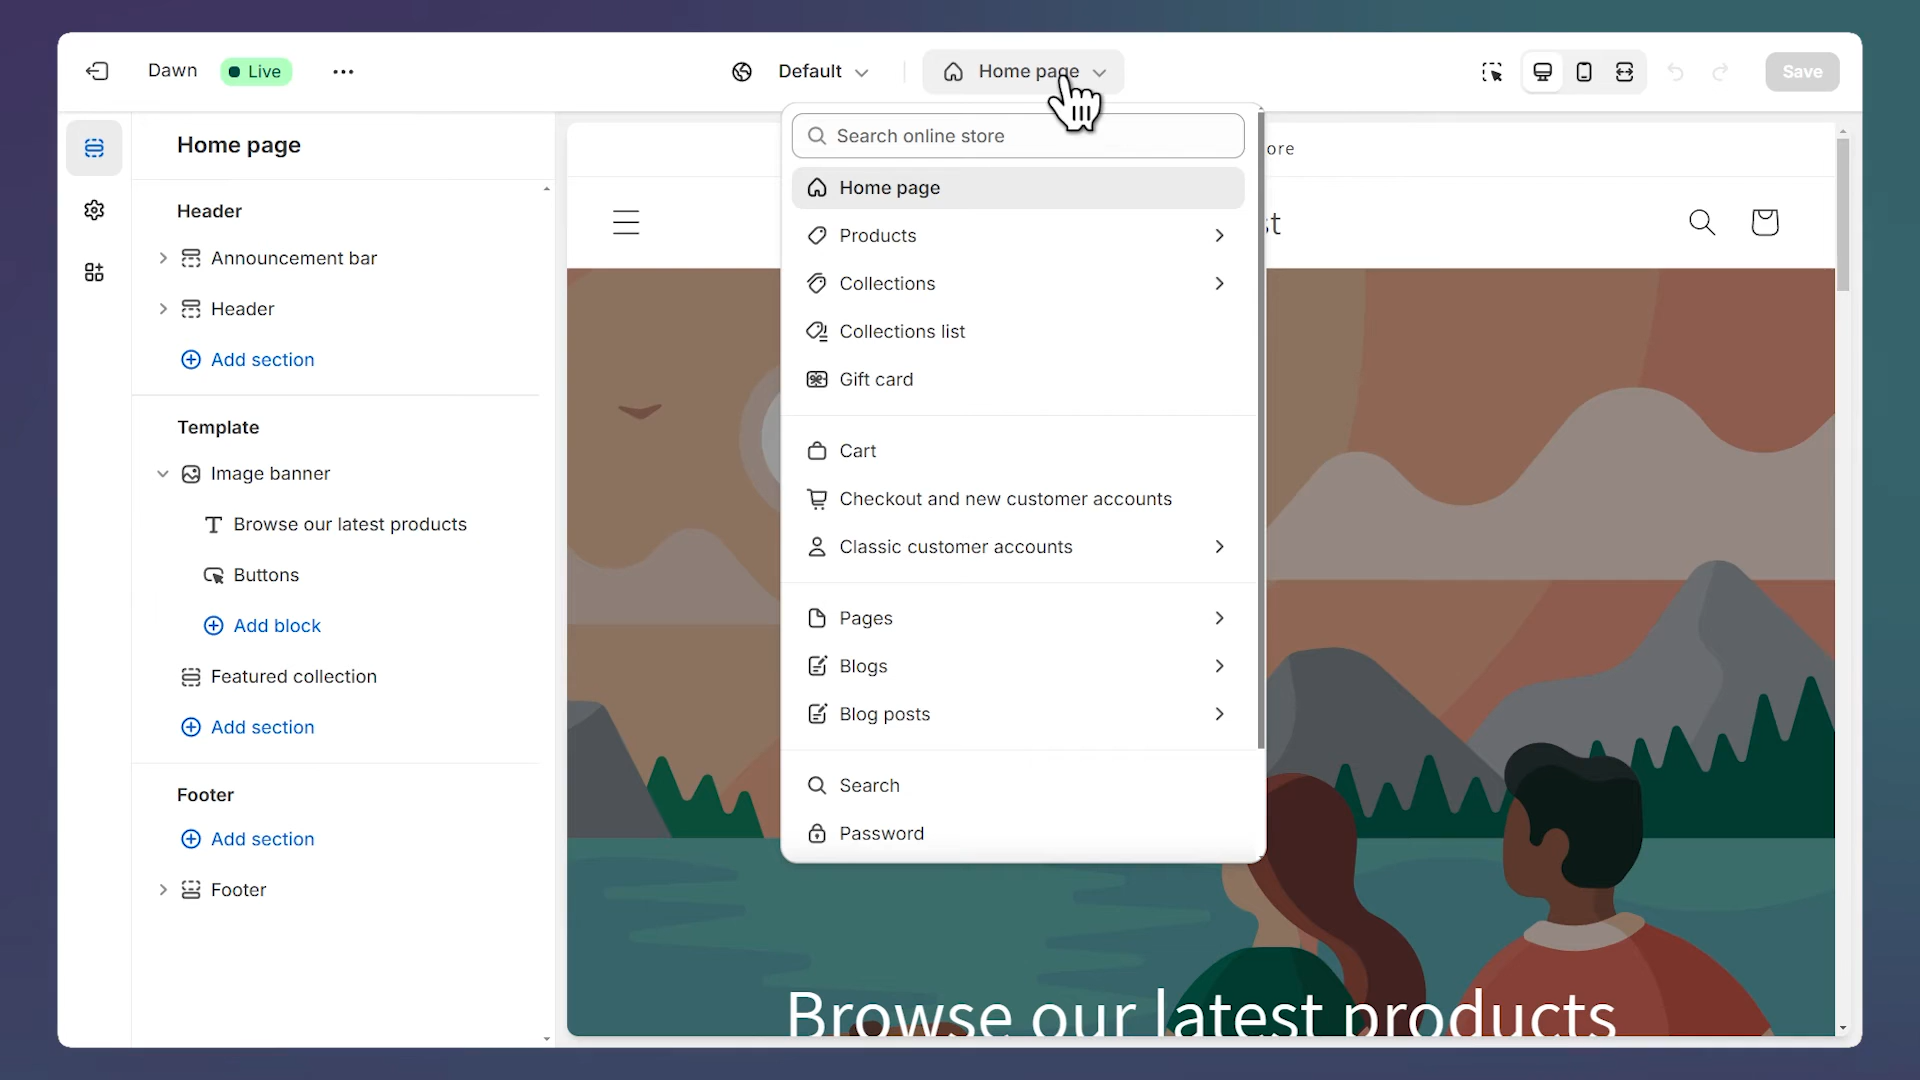 Dawn
Live
Default
Home page
Save
Home page
Header
Announcement bar
Header
Add section
Template
Image banner
Browse our latest products
Buttons
Add block
Featured collection
Add section
Footer
Add section
Footer
Search online store
Home page
Products
Collections
Collections list
Gift card
Cart
Checkout and new customer accounts
Classic customer accounts
Pages
Blogs
Blog posts
Search
Password
ore
st
Browse our latest products